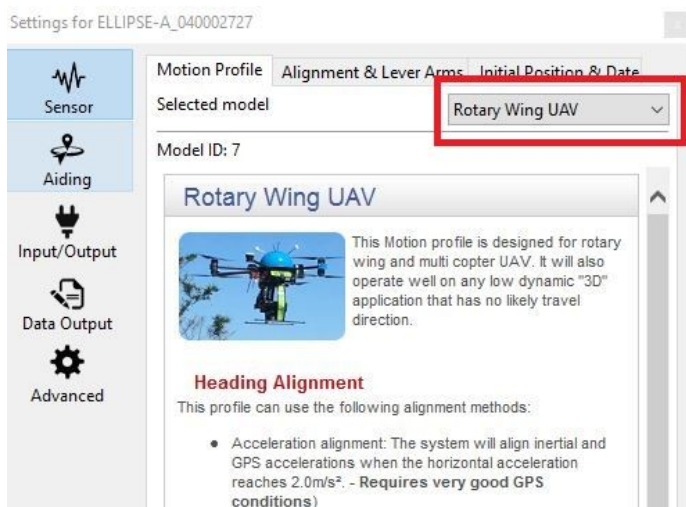 Settings for ELLIPSE-A_040002727
Sensor
Aiding
Input/Output
Data Output
Advanced
Motion Profile
Alignment & Lever Arms
Initial Position & Date
Selected model
Rotary Wing UAV
Model ID: 7
Rotary Wing UAV
This Motion profile is designed for rotary
wing and multi copter UAV. It will also
operate well on any low dynamic "3D"
application that has no likely travel
direction.
Heading Alignment
This profile can use the following alignment methods:
● Acceleration alignment: The system will align inertial and
GPS accelerations when the horizontal acceleration
reaches 2.0m/s². - Requires very good GPS
conditions)